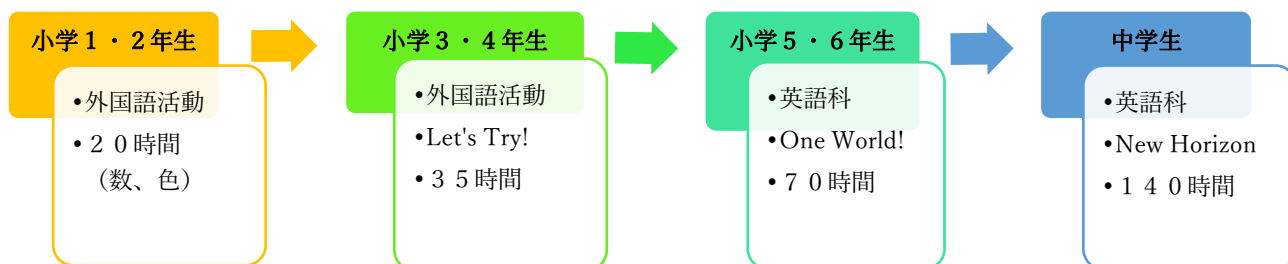 小学１・２年生
•外国語活動
•２０時間
（数、色）
小学３・４年生
•外国語活動
•Let's Try!
•３５時間
小学５・６年生
•英語科
•One World!
•７０時間
中学生
•英語科
•New Horizon
•１４０時間